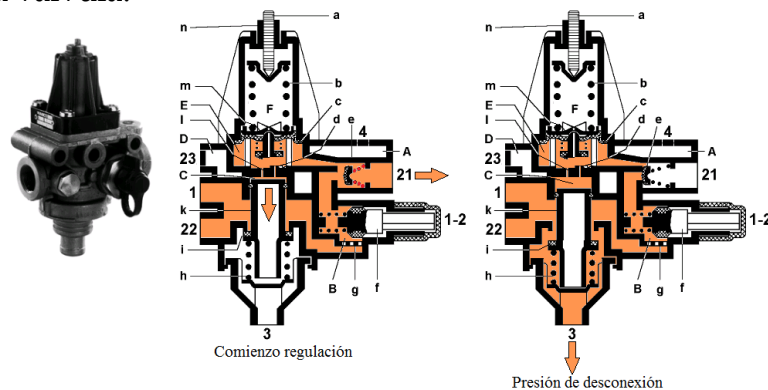 a
n
m
b
E
F
c
l
d
D
e
4
23
A
C
21
1
k
1-2
22
i
h
B
g
f
3
Comienzo regulación
a
n
m
b
E
F
c
l
d
D
e
4
23
A
C
21
1
k
1-2
22
i
h
B
g
f
3
Presión de desconexión